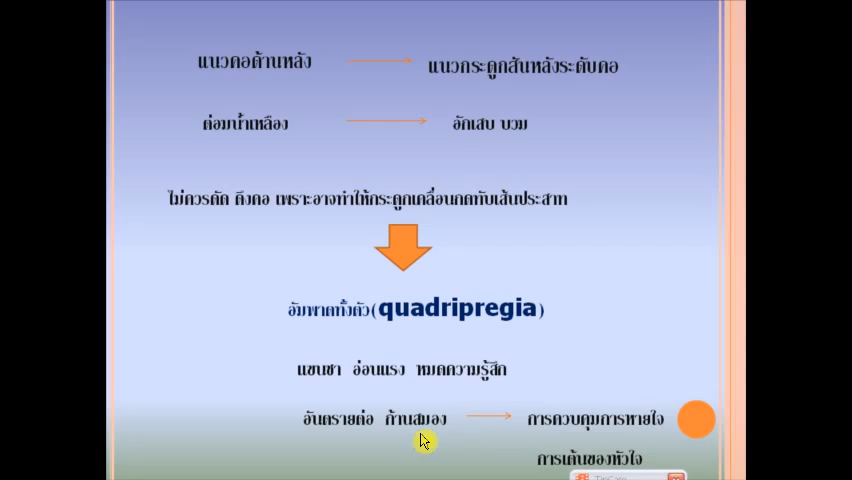 แนวคอด้านหลัง แนวกระดูกสันหลังระดับคอ
ต่อมน้ำเหลือง อักเสบ บวม
ไม่ควรดัด ดึงคอ เพราะอาจทำให้กระดูกเคลื่อนกดทับเส้นประสาท
อัมพาตทั้งตัว(quadripregia)
แขนชา อ่อนแรง หมดความรู้สึก
อันตรายต่อ ก้านสมอง การควบคุมการหายใจ
การเต้นของหัวใจ